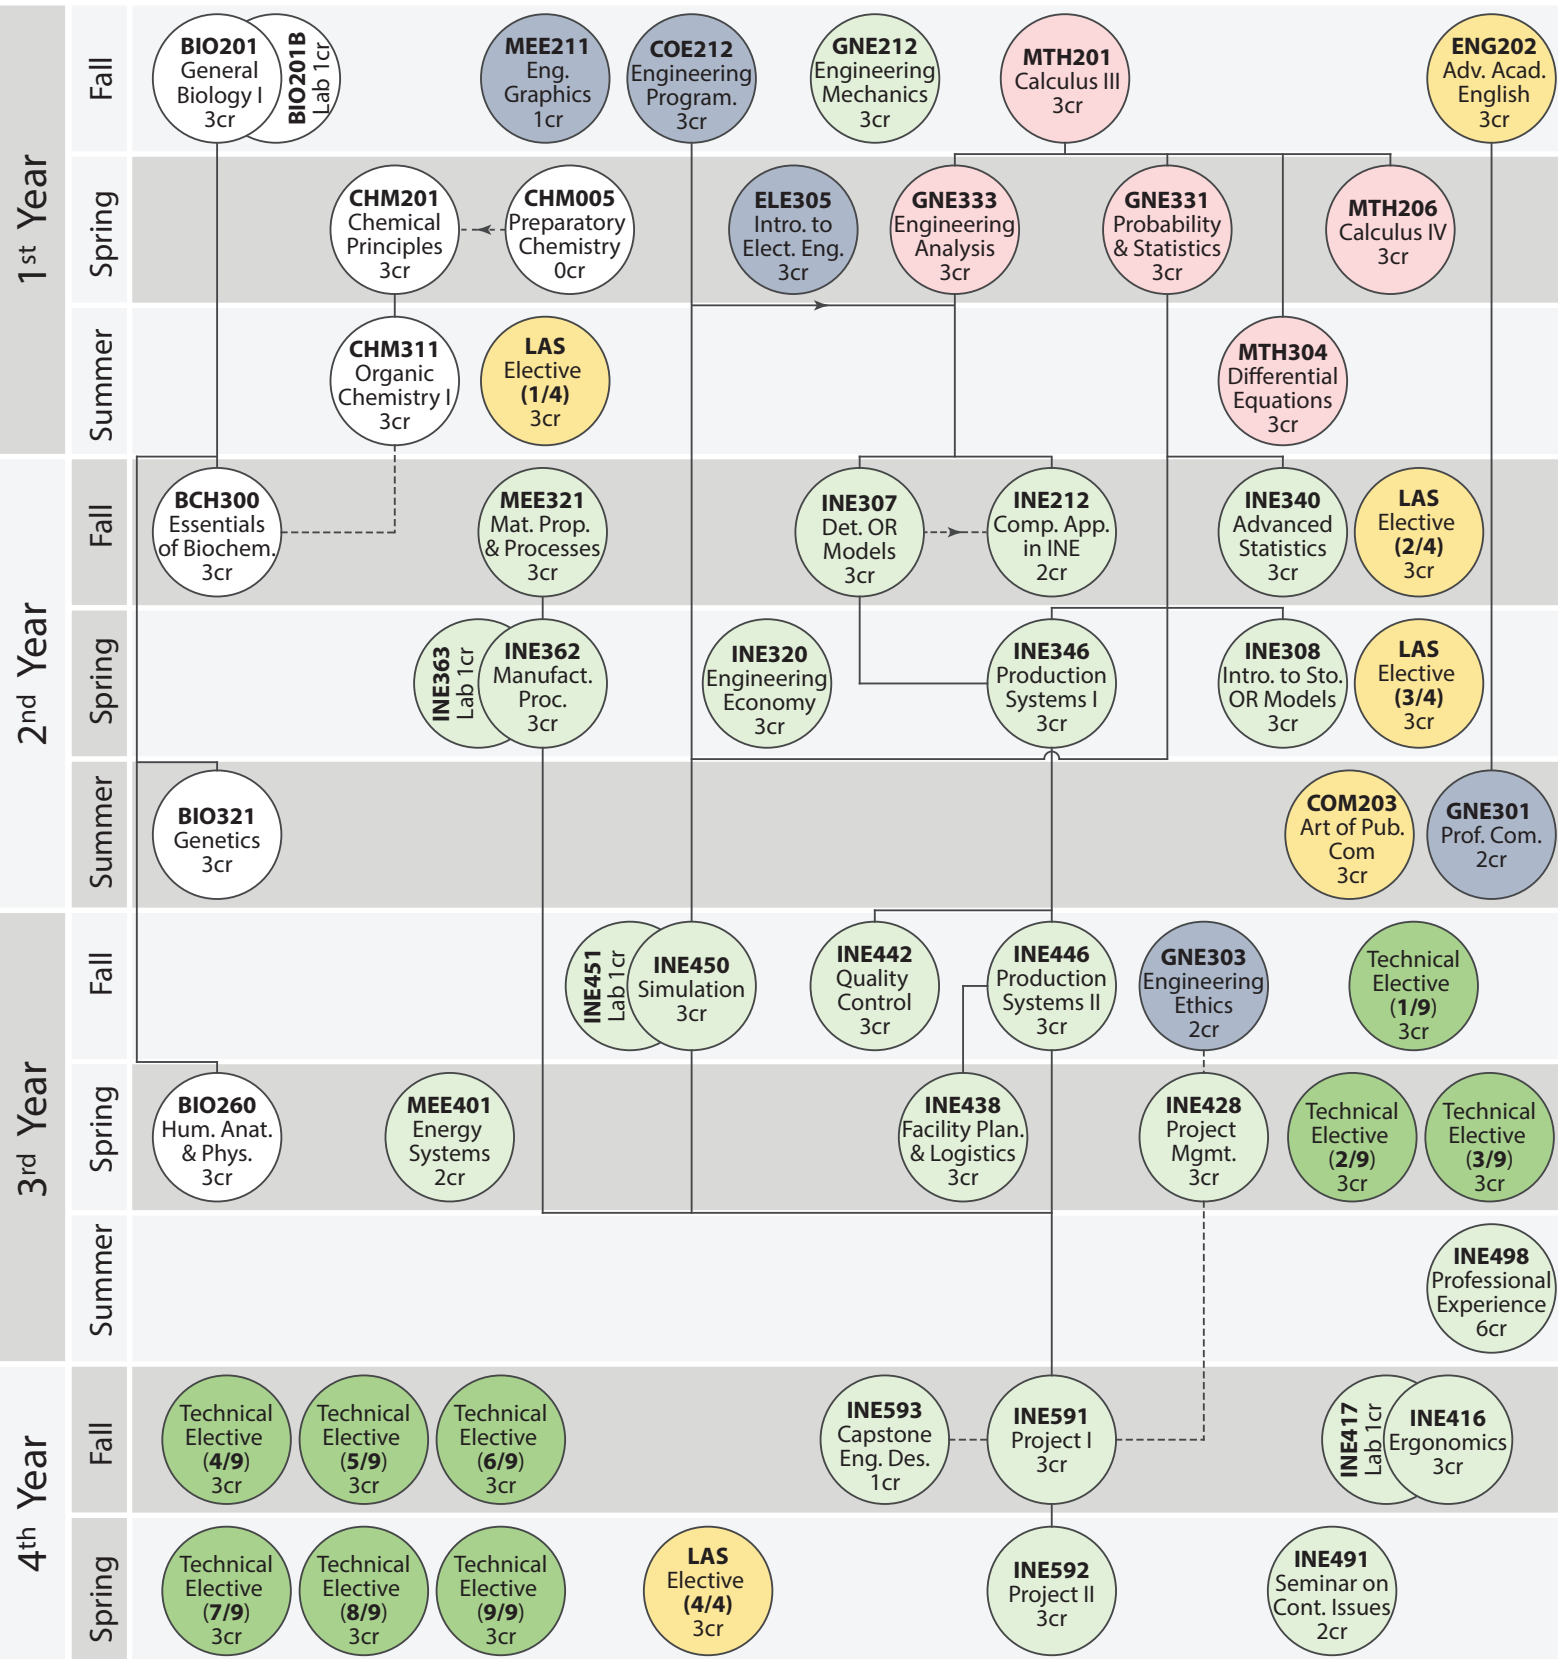 1st Year
Fall
BIO201
General
Biology I
3cr
BIO201B
Lab 1cr
MEE211
Eng.
Graphics
1cr
COE212
Engineering
Program.
3cr
GNE212
Engineering
Mechanics
3cr
MTH201
Calculus III
3cr
ENG202
Adv. Acad.
English
3cr
Spring
CHM201
Chemical
Principles
3cr
CHM005
Preparatory
Chemistry
0cr
ELE305
Intro. to
Elect. Eng.
3cr
GNE333
Engineering
Analysis
3cr
GNE331
Probability
& Statistics
3cr
MTH206
Calculus IV
3cr
Summer
CHM311
Organic
Chemistry I
3cr
LAS
Elective
(1/4)
3cr
MTH304
Differential
Equations
3cr
2nd Year
Fall
BCH300
Essentials
of Biochem.
3cr
MEE321
Mat. Prop.
& Processes
3cr
INE307
Det. OR
Models
3cr
INE212
Comp. App.
in INE
2cr
INE340
Advanced
Statistics
3cr
LAS
Elective
(2/4)
3cr
Spring
INE363
Lab 1cr
INE362
Manufact.
Proc.
3cr
INE320
Engineering
Economy
3cr
INE346
Production
Systems I
3cr
INE308
Intro. to Sto.
OR Models
3cr
LAS
Elective
(3/4)
3cr
Summer
BIO321
Genetics
3cr
COM203
Art of Pub.
Com
3cr
GNE301
Prof. Com.
2cr
3rd Year
Fall
INE451
Lab 1cr
INE450
Simulation
3cr
INE442
Quality
Control
3cr
INE446
Production
Systems II
3cr
GNE303
Engineering
Ethics
2cr
Technical
Elective
(1/9)
3cr
Spring
BIO260
Hum. Anat.
& Phys.
3cr
MEE401
Energy
Systems
2cr
INE438
Facility Plan.
& Logistics
3cr
INE428
Project
Mgmt.
3cr
Technical
Elective
(2/9)
3cr
Technical
Elective
(3/9)
3cr
Summer
INE498
Professional
Experience
6cr
4th Year
Fall
Technical
Elective
(4/9)
3cr
Technical
Elective
(5/9)
3cr
Technical
Elective
(6/9)
3cr
INE593
Capstone
Eng. Des.
1cr
INE591
Project I
3cr
INE417
Lab 1cr
INE416
Ergonomics
3cr
Spring
Technical
Elective
(7/9)
3cr
Technical
Elective
(8/9)
3cr
Technical
Elective
(9/9)
3cr
LAS
Elective
(4/4)
3cr
INE592
Project II
3cr
INE491
Seminar on
Cont. Issues
2cr